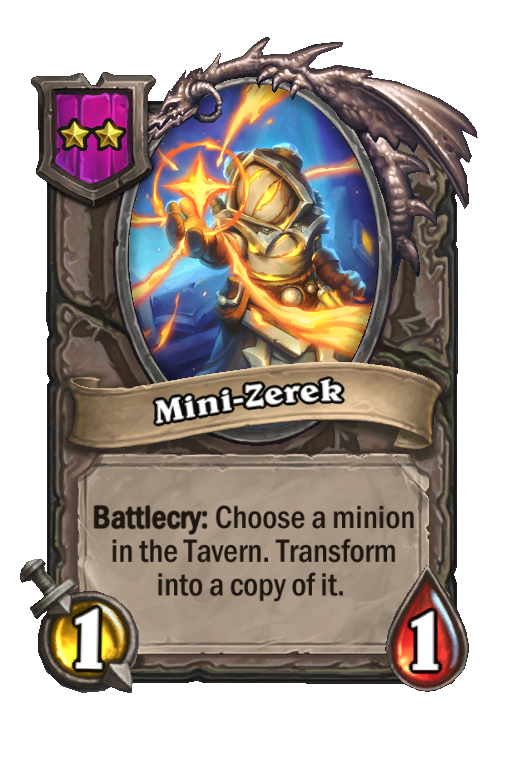 Mini-Zerek
Battlecry: Choose a minion
in the Tavern. Transform
into a copy of it.
1
1